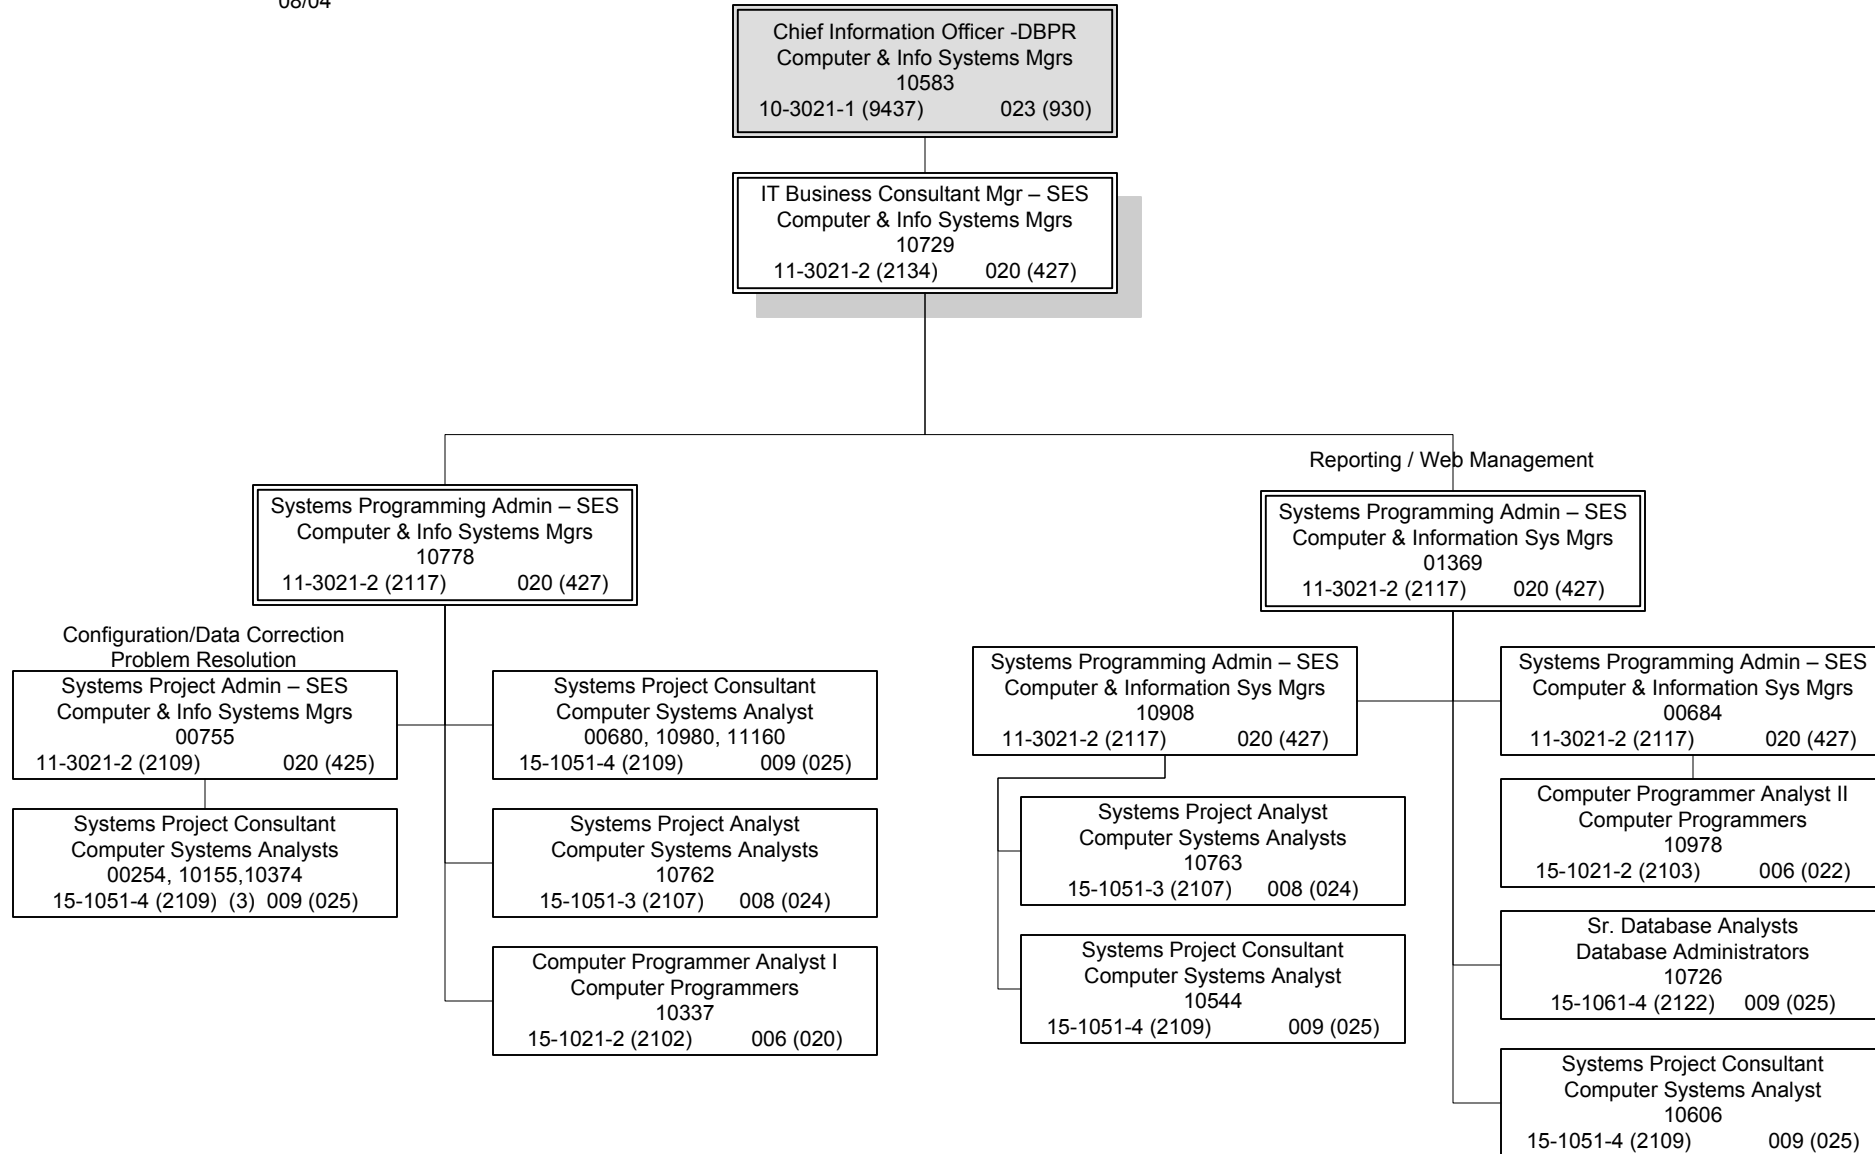 08/04
Chief Information Officer -DBPR
Computer & Info Systems Mgrs
10583
10-3021-1 (9437) 023 (930)
IT Business Consultant Mgr – SES
Computer & Info Systems Mgrs
10729
11-3021-2 (2134) 020 (427)
Systems Programming Admin – SES
Computer & Info Systems Mgrs
10778
11-3021-2 (2117) 020 (427)
Configuration/Data Correction
Problem Resolution
Systems Project Admin – SES
Computer & Info Systems Mgrs
00755
11-3021-2 (2109) 020 (425)
Systems Project Consultant
Computer Systems Analysts
00254, 10155,10374
15-1051-4 (2109) (3) 009 (025)
Systems Project Consultant
Computer Systems Analyst
00680, 10980, 11160
15-1051-4 (2109) 009 (025)
Systems Project Analyst
Computer Systems Analysts
10762
15-1051-3 (2107) 008 (024)
Computer Programmer Analyst I
Computer Programmers
10337
15-1021-2 (2102) 006 (020)
Reporting / Web Management
Systems Programming Admin – SES
Computer & Information Sys Mgrs
01369
11-3021-2 (2117) 020 (427)
Systems Programming Admin – SES
Computer & Information Sys Mgrs
10908
11-3021-2 (2117) 020 (427)
Systems Project Analyst
Computer Systems Analysts
10763
15-1051-3 (2107) 008 (024)
Systems Project Consultant
Computer Systems Analyst
10544
15-1051-4 (2109) 009 (025)
Systems Programming Admin – SES
Computer & Information Sys Mgrs
00684
11-3021-2 (2117) 020 (427)
Computer Programmer Analyst II
Computer Programmers
10978
15-1021-2 (2103) 006 (022)
Sr. Database Analysts
Database Administrators
10726
15-1061-4 (2122) 009 (025)
Systems Project Consultant
Computer Systems Analyst
10606
15-1051-4 (2109) 009 (025)